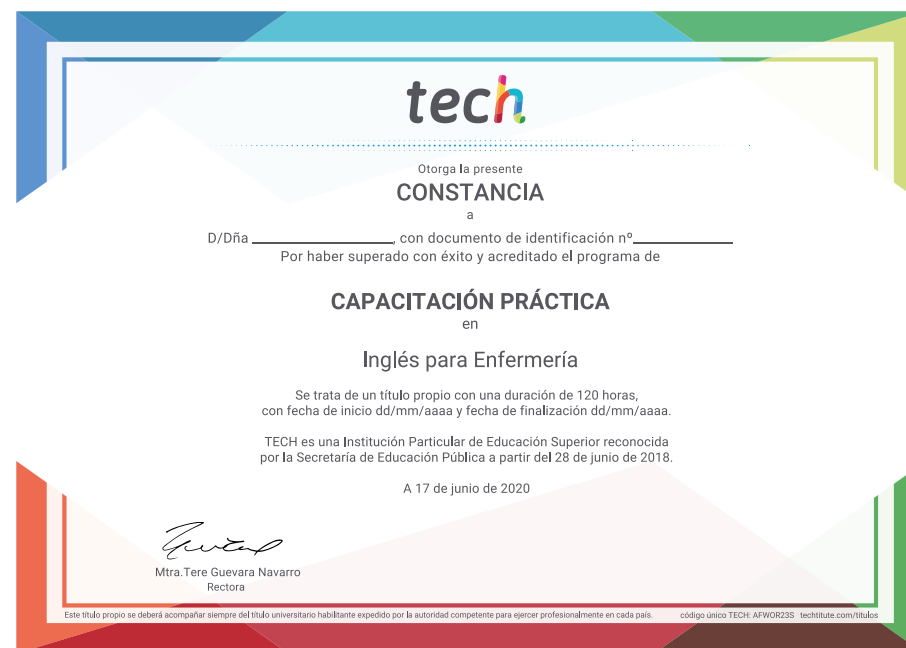 tech
Otorga la presente
CONSTANCIA
a
D/Dña ________________, con documento de identificación nº____________
Por haber superado con éxito y acreditado el programa de
CAPACITACIÓN PRÁCTICA
en
Inglés para Enfermería
Se trata de un título propio con una duración de 120 horas,
con fecha de inicio dd/mm/aaaa y fecha de finalización dd/mm/aaaa.
TECH es una Institución Particular de Educación Superior reconocida
por la Secretaría de Educación Pública a partir del 28 de junio de 2018.
A 17 de junio de 2020
Mtra.Tere Guevara Navarro
Rectora
Este título propio se deberá acompañar siempre del título universitario habilitante expedido por la autoridad competente para ejercer profesionalmente en cada país. código único TECH: AFWOR23S techtitute.com/titulos